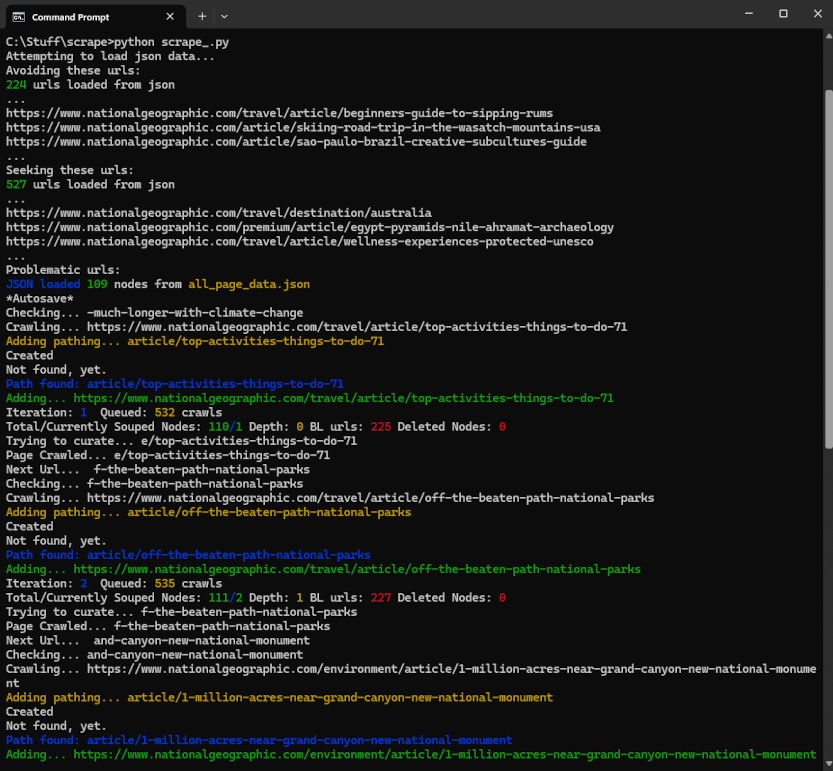 Command Prompt
C:\Stuff\scrape>python scrape_.py
Attempting to load json data...
Avoiding these urls:
224 urls loaded from json
...
https://www.nationalgeographic.com/travel/article/beginners-guide-to-sipping-rums
https://www.nationalgeographic.com/article/skiing-road-trip-in-the-wasatch-mountains-usa
https://www.nationalgeographic.com/article/sao-paulo-brazil-creative-subcultures-guide
...
Seeking these urls:
527 urls loaded from json
...
https://www.nationalgeographic.com/travel/destination/australia
https://www.nationalgeographic.com/premium/article/egypt-pyramids-nile-ahramat-archaeology
https://www.nationalgeographic.com/travel/article/wellness-experiences-protected-unesco
...
Problematic urls:
JSON loaded 109 nodes from all_page_data.json
*Autosave*
Checking... -much-longer-with-climate-change
Crawling... https://www.nationalgeographic.com/travel/article/top-activities-things-to-do-71
Adding pathing... article/top-activities-things-to-do-71
Created
Not found, yet.
Path found: article/top-activities-things-to-do-71
Adding... https://www.nationalgeographic.com/travel/article/top-activities-things-to-do-71
Iteration: 1  Queued: 532 crawls
Total/Currently Souped Nodes: 110/1 Depth: 0 BL urls: 225 Deleted Nodes: 0
Trying to curate... e/top-activities-things-to-do-71
Page Crawled... e/top-activities-things-to-do-71
Next Url...  f-the-beaten-path-national-parks
Checking... f-the-beaten-path-national-parks
Crawling... https://www.nationalgeographic.com/travel/article/off-the-beaten-path-national-parks
Adding pathing... article/off-the-beaten-path-national-parks
Created
Not found, yet.
Path found: article/off-the-beaten-path-national-parks
Adding... https://www.nationalgeographic.com/travel/article/off-the-beaten-path-national-parks
Iteration: 2  Queued: 535 crawls
Total/Currently Souped Nodes: 111/2 Depth: 1 BL urls: 227 Deleted Nodes: 0
Trying to curate... f-the-beaten-path-national-parks
Page Crawled... f-the-beaten-path-national-parks
Next Url...  and-canyon-new-national-monument
Checking... and-canyon-new-national-monument
Crawling... https://www.nationalgeographic.com/environment/article/1-million-acres-near-grand-canyon-new-national-monume
nt
Adding pathing... article/1-million-acres-near-grand-canyon-new-national-monument
Created
Not found, yet.
Path found: article/1-million-acres-near-grand-canyon-new-national-monument
Adding... https://www.nationalgeographic.com/environment/article/1-million-acres-near-grand-canyon-new-national-monument